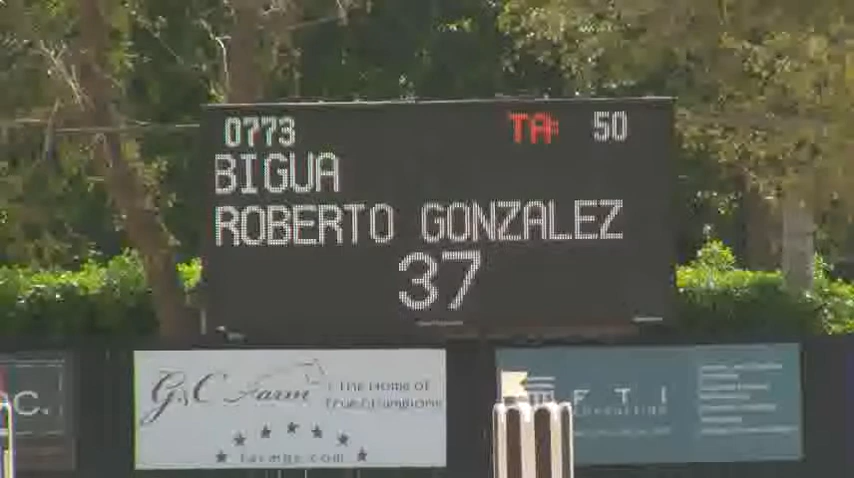 0773 TA: 50
BIGUA
ROBERTO GONZALEZ
37
C.
G&C Farm
The Home of
True Champions
FTI